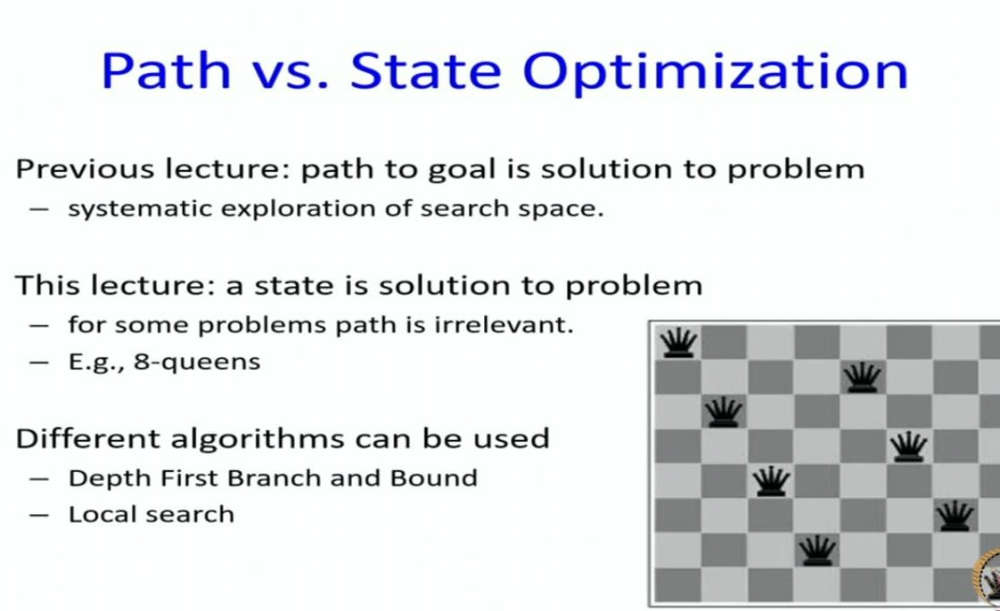 Path vs. State Optimization
Previous lecture: path to goal is solution to problem
— systematic exploration of search space.
This lecture: a state is solution to problem
— for some problems path is irrelevant.
— E.g., 8-queens
Different algorithms can be used
— Depth First Branch and Bound
— Local search